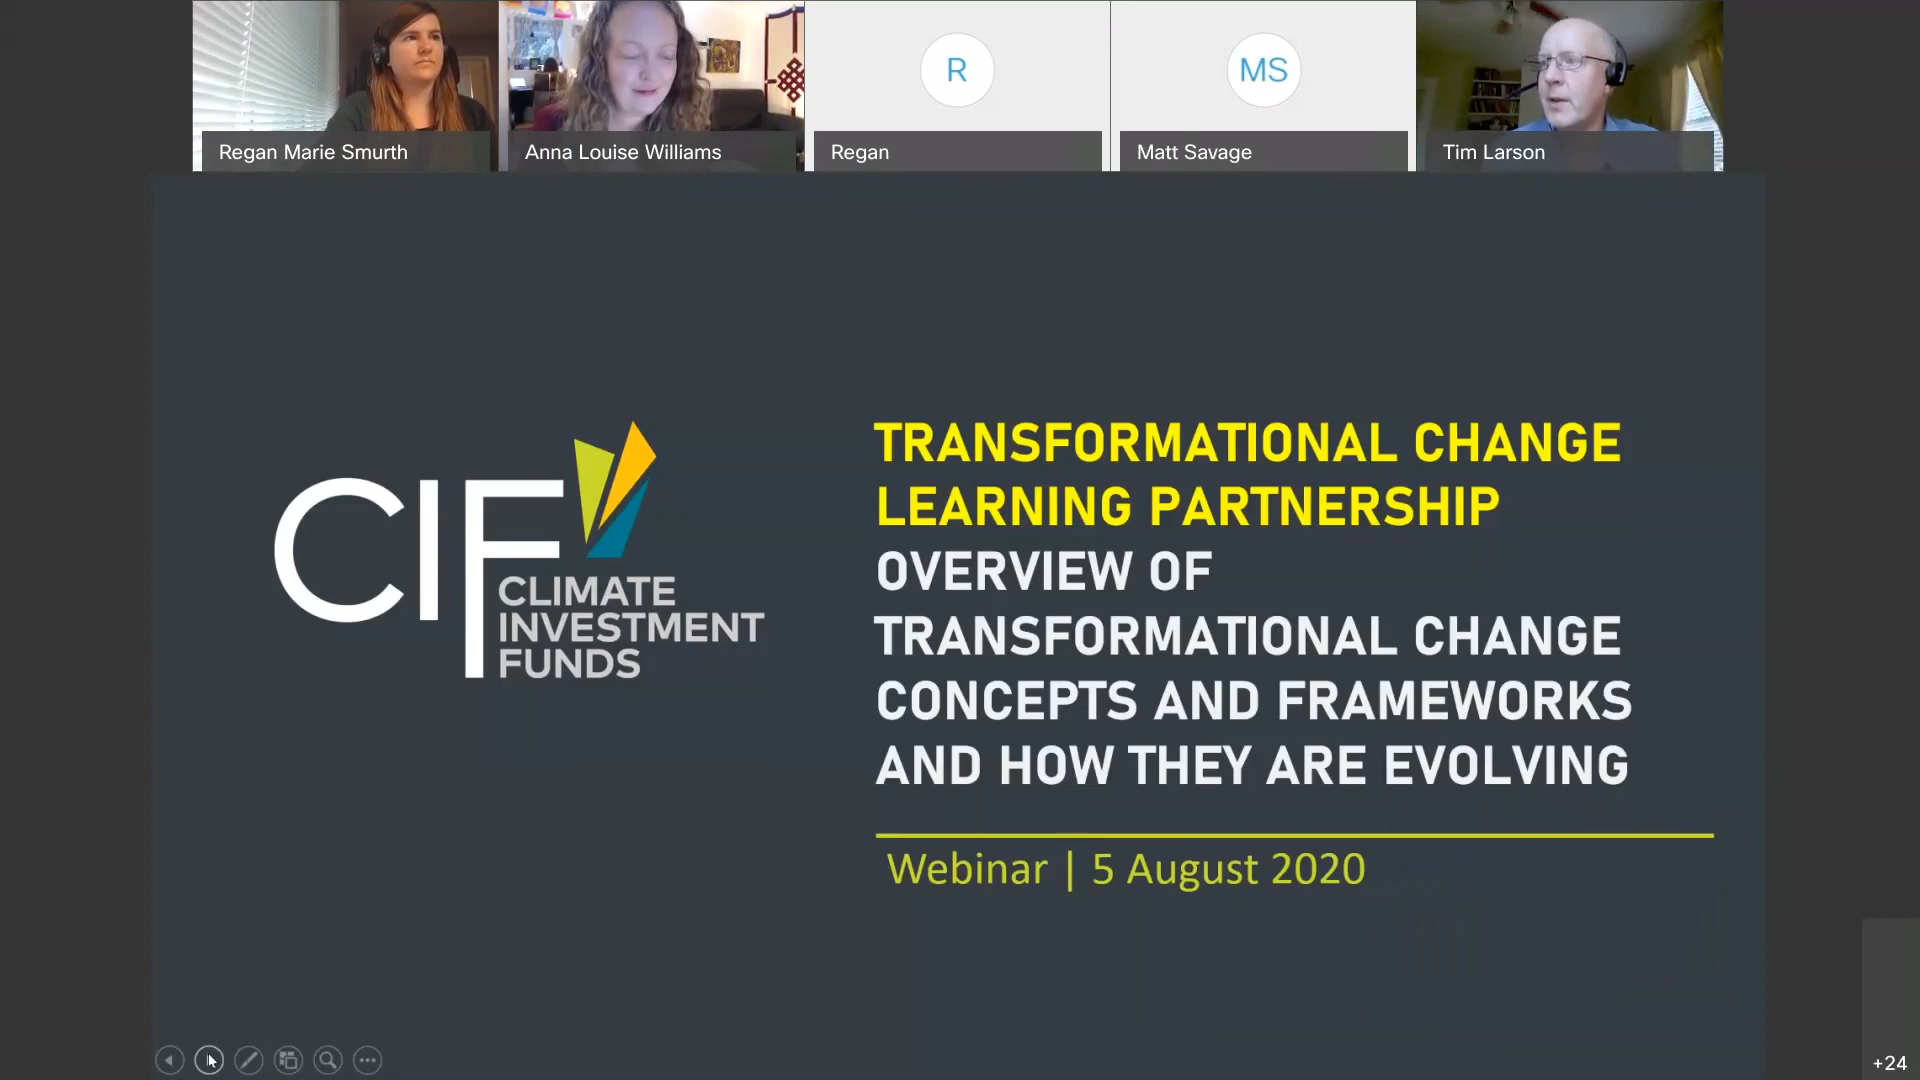 R
MS
Regan Marie Smurth
Anna Louise Williams
Regan
Matt Savage
Tim Larson
CIF
CLIMATE
INVESTMENT
FUNDS
TRANSFORMATIONAL CHANGE
LEARNING PARTNERSHIP
OVERVIEW OF
TRANSFORMATIONAL CHANGE
CONCEPTS AND FRAMEWORKS
AND HOW THEY ARE EVOLVING
Webinar | 5 August 2020
+24